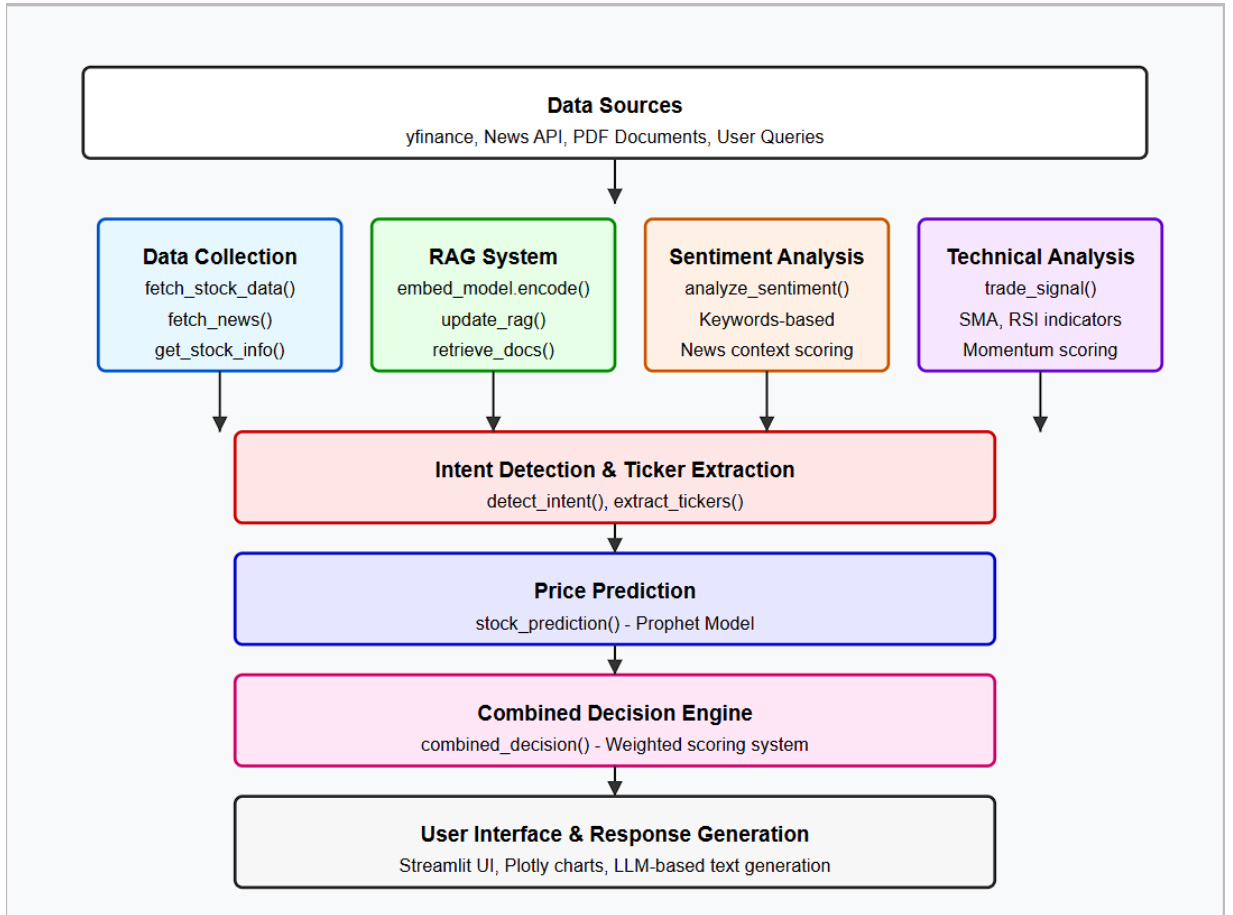 Data Sources
yfinance, News API, PDF Documents, User Queries
Data Collection
fetch_stock_data()
fetch_news()
get_stock_info()
RAG System
embed_model.encode()
update_rag()
retrieve_docs()
Sentiment Analysis
analyze_sentiment()
Keywords-based
News context scoring
Technical Analysis
trade_signal()
SMA, RSI indicators
Momentum scoring
Intent Detection & Ticker Extraction
detect_intent(), extract_tickers()
Price Prediction
stock_prediction() - Prophet Model
Combined Decision Engine
combined_decision() - Weighted scoring system
User Interface & Response Generation
Streamlit UI, Plotly charts, LLM-based text generation